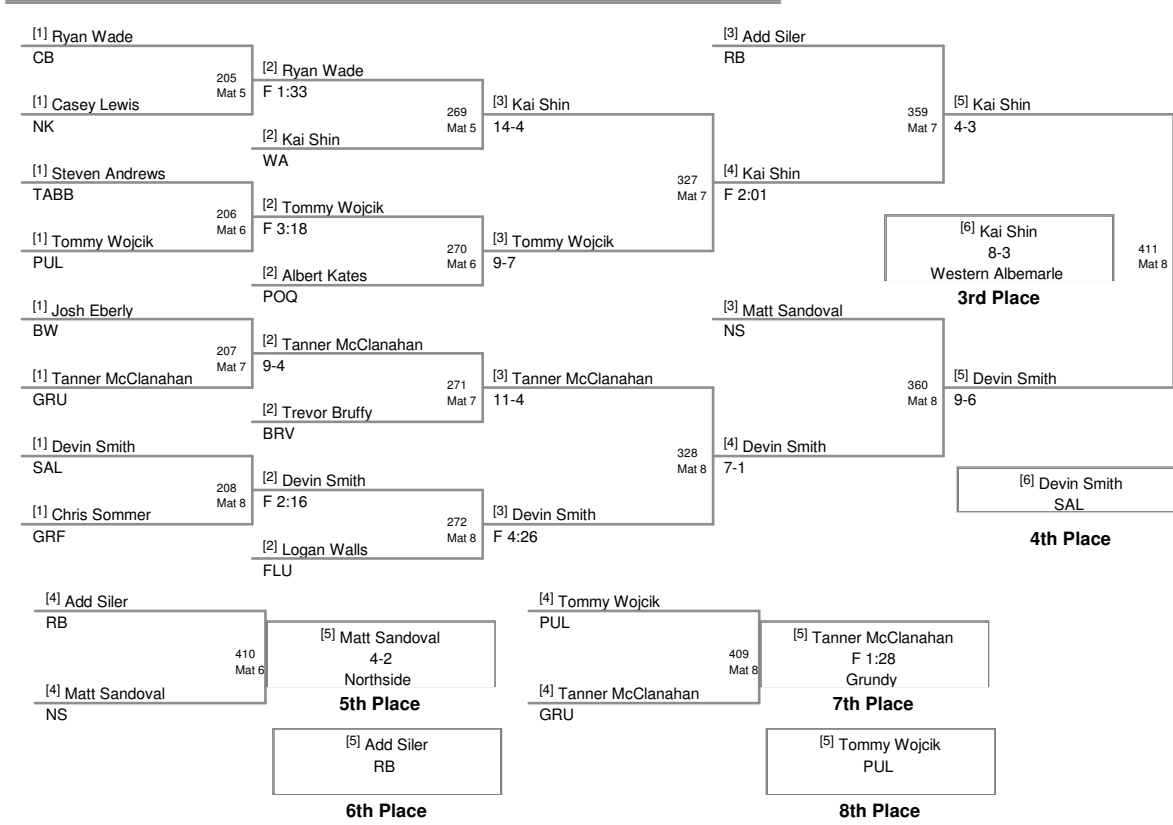 [1] Ryan Wade
CB
205
Mat 5
[1] Casey Lewis
NK
[1] Steven Andrews
TABB
206
Mat 6
[1] Tommy Wojcik
PUL
[1] Josh Eberly
BW
207
Mat 7
[1] Tanner McClanahan
GRU
[1] Devin Smith
SAL
208
Mat 8
[1] Chris Sommer
GRF
[2] Ryan Wade
F 1:33
269
Mat 5
[2] Kai Shin
WA
[2] Tommy Wojcik
F 3:18
270
Mat 6
[2] Albert Kates
POQ
[2] Tanner McClanahan
9-4
271
Mat 7
[2] Trevor Bruffy
BRV
[2] Devin Smith
F 2:16
272
Mat 8
[2] Logan Walls
FLU
[3] Kai Shin
14-4
327
Mat 7
[3] Tommy Wojcik
9-7
[3] Tanner McClanahan
11-4
328
Mat 8
[3] Devin Smith
F 4:26
[3] Add Siler
RB
359
Mat 7
[4] Kai Shin
F 2:01
[3] Matt Sandoval
NS
360
Mat 8
[4] Devin Smith
7-1
[5] Kai Shin
4-3
411
Mat 8
[5] Devin Smith
9-6
[6] Kai Shin
8-3
Western Albemarle
3rd Place
[6] Devin Smith
SAL
4th Place
[4] Add Siler
RB
410
Mat 6
[4] Matt Sandoval
NS
[5] Matt Sandoval
4-2
Northside
5th Place
[5] Add Siler
RB
6th Place
[4] Tommy Wojcik
PUL
409
Mat 8
[4] Tanner McClanahan
GRU
[5] Tanner McClanahan
F 1:28
Grundy
7th Place
[5] Tommy Wojcik
PUL
8th Place